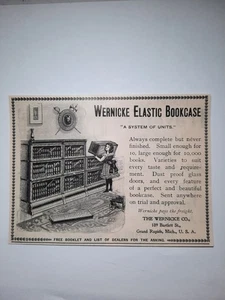 WERNICKE ELASTIC BOOKCASE
"A SYSTEM OF UNITS."
Always complete but never
finished. Small enough for
10, large enough for 10,000
books. Varieties to suit
every taste and require-
ment. Dust proof glass
doors, and every feature
of a perfect and beautiful
bookcase. Sent anywhere
on trial and approval.
Wernicke pays the freight.
THE WERNICKE CO.,
Grand Rapids, Mich., U. S. A.
FREE BOOKLET AND LIST OF DEALERS FOR THE ASKING.